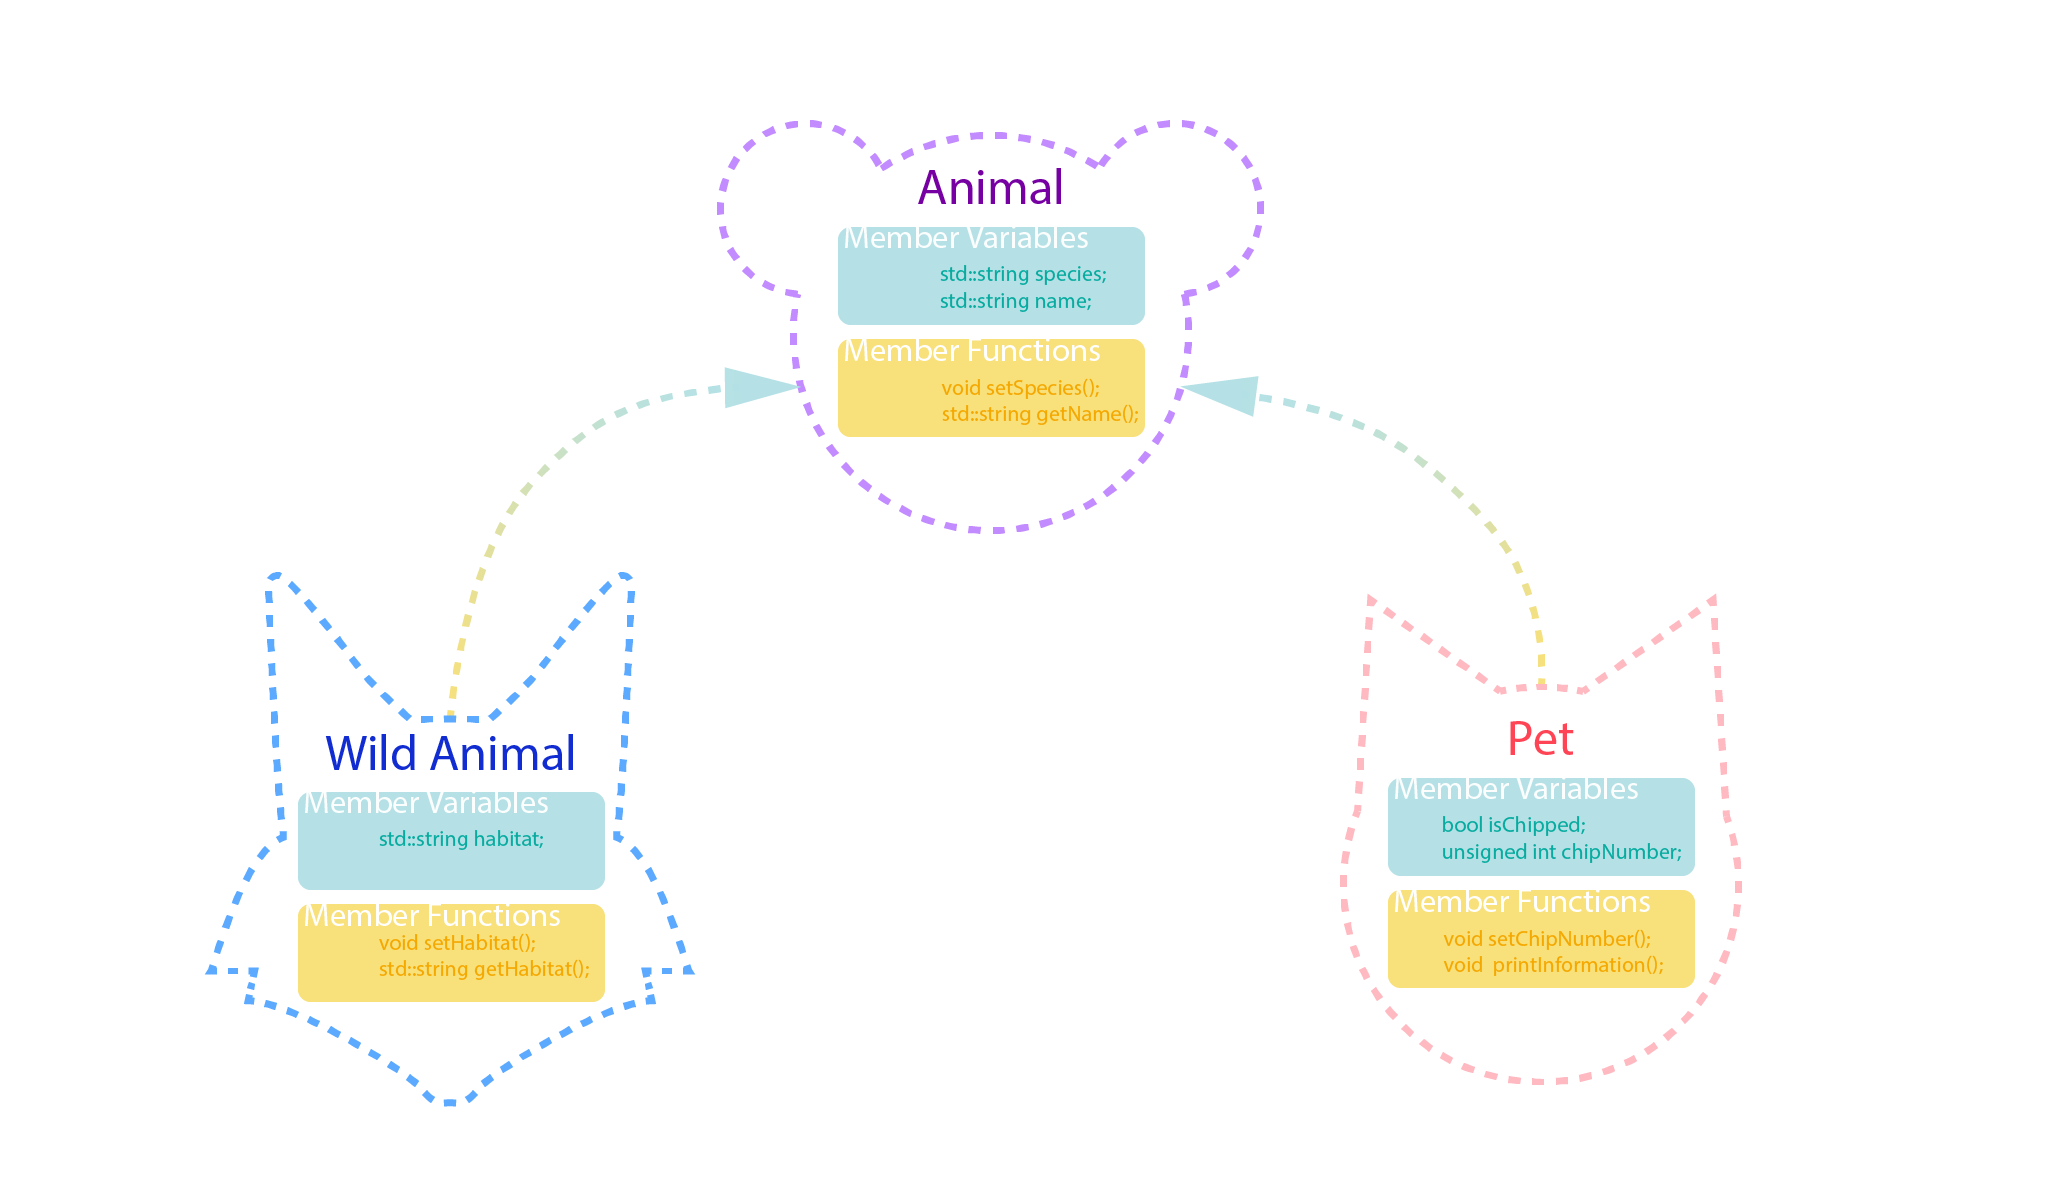 Animal
Member Variables
std::string species;
std::string name;
Member Functions
void setSpecies();
std::string getName();
Wild Animal
Member Variables
std::string habitat;
Member Functions
void setHabitat();
std::string getHabitat();
Pet
Member Variables
bool isChipped;
unsigned int chipNumber;
Member Functions
void setChipNumber();
void  printInformation();